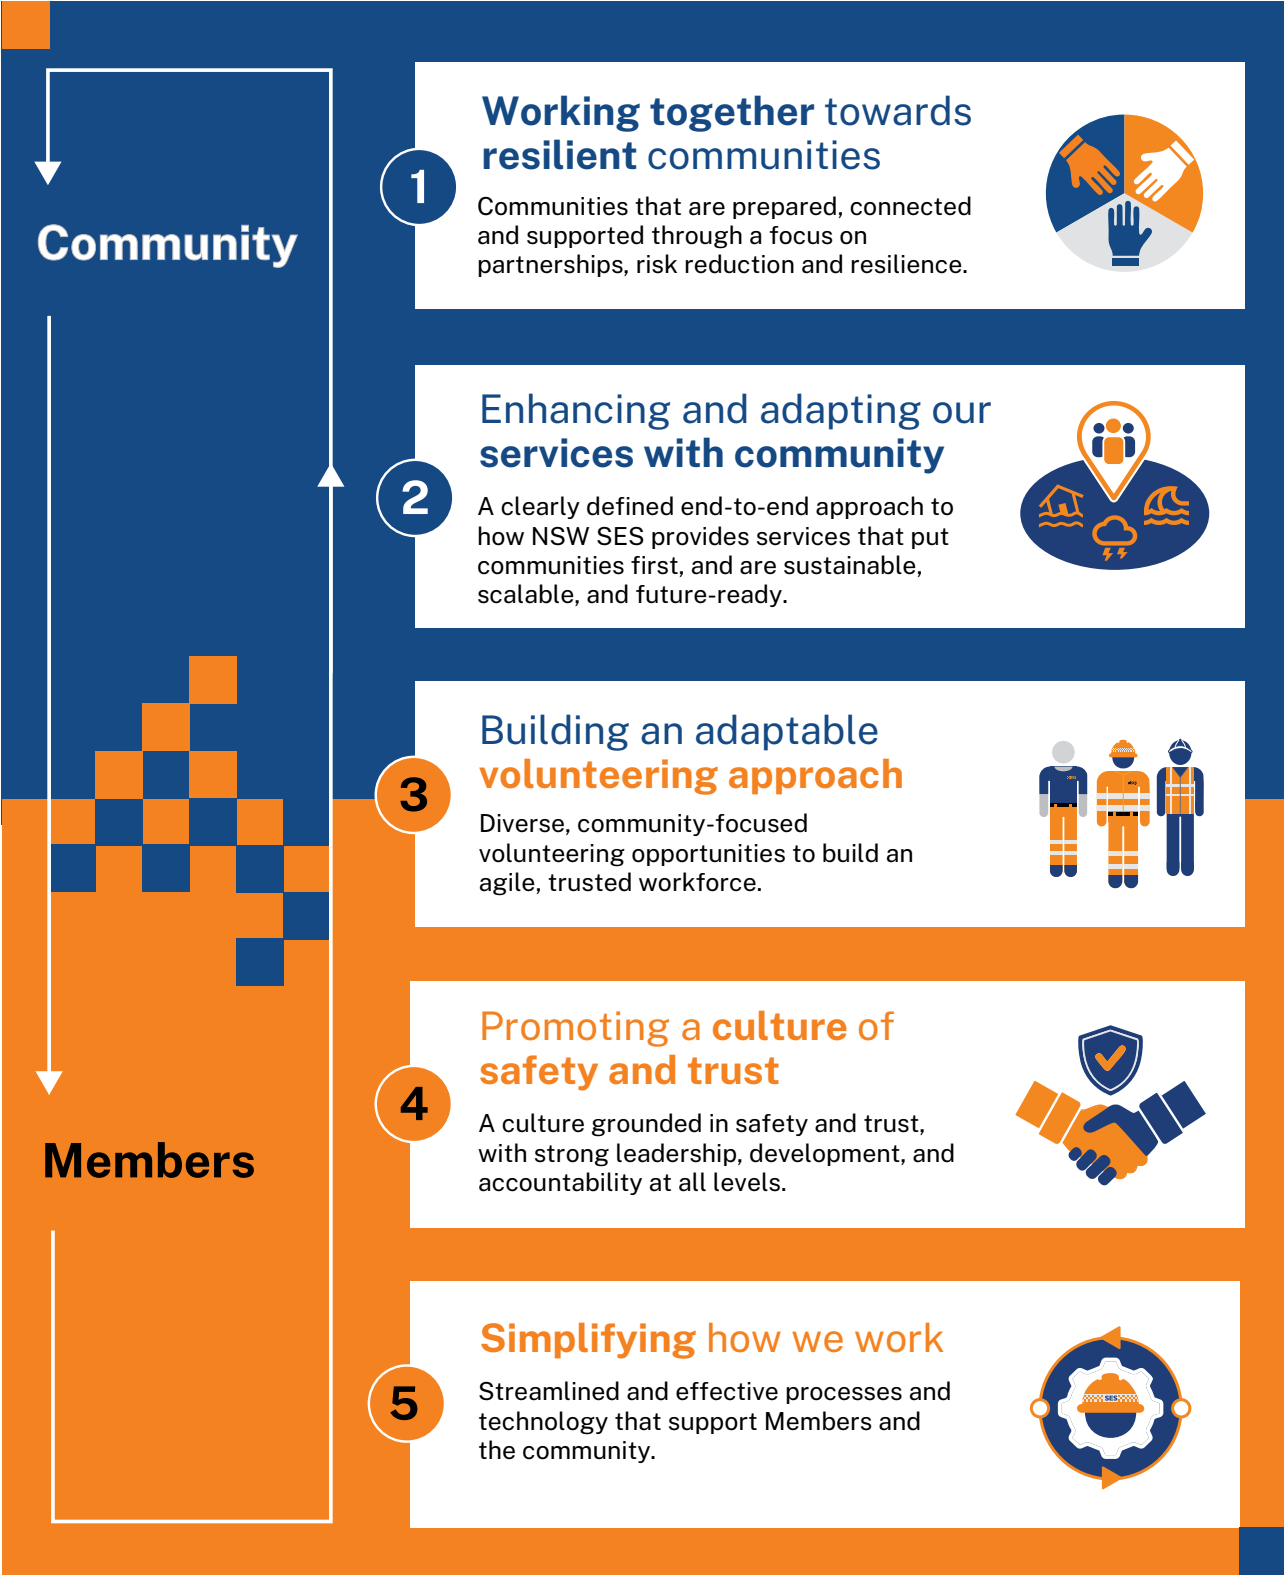 Community
Members
1
Working together towards
resilient communities
Communities that are prepared, connected
and supported through a focus on
partnerships, risk reduction and resilience.
2
Enhancing and adapting our
services with community
A clearly defined end-to-end approach to
how NSW SES provides services that put
communities first, and are sustainable,
scalable, and future-ready.
3
Building an adaptable
volunteering approach
Diverse, community-focused
volunteering opportunities to build an
agile, trusted workforce.
4
Promoting a culture of
safety and trust
A culture grounded in safety and trust,
with strong leadership, development, and
accountability at all levels.
5
Simplifying how we work
Streamlined and effective processes and
technology that support Members and
the community.
SES